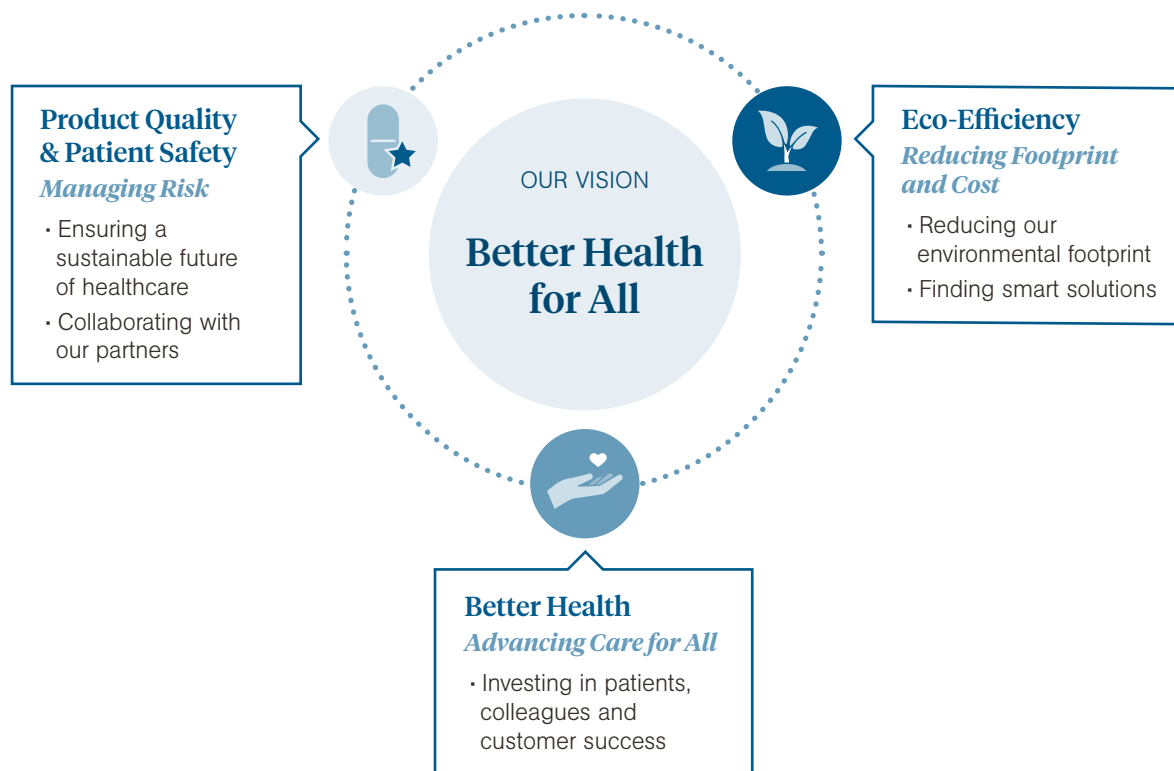 Product Quality
& Patient Safety
Managing Risk
· Ensuring a
sustainable future
of healthcare
· Collaborating with
our partners
OUR VISION
Better Health
for All
Eco-Efficiency
Reducing Footprint
and Cost
· Reducing our
environmental footprint
· Finding smart solutions
Better Health
Advancing Care for All
· Investing in patients,
colleagues and
customer success